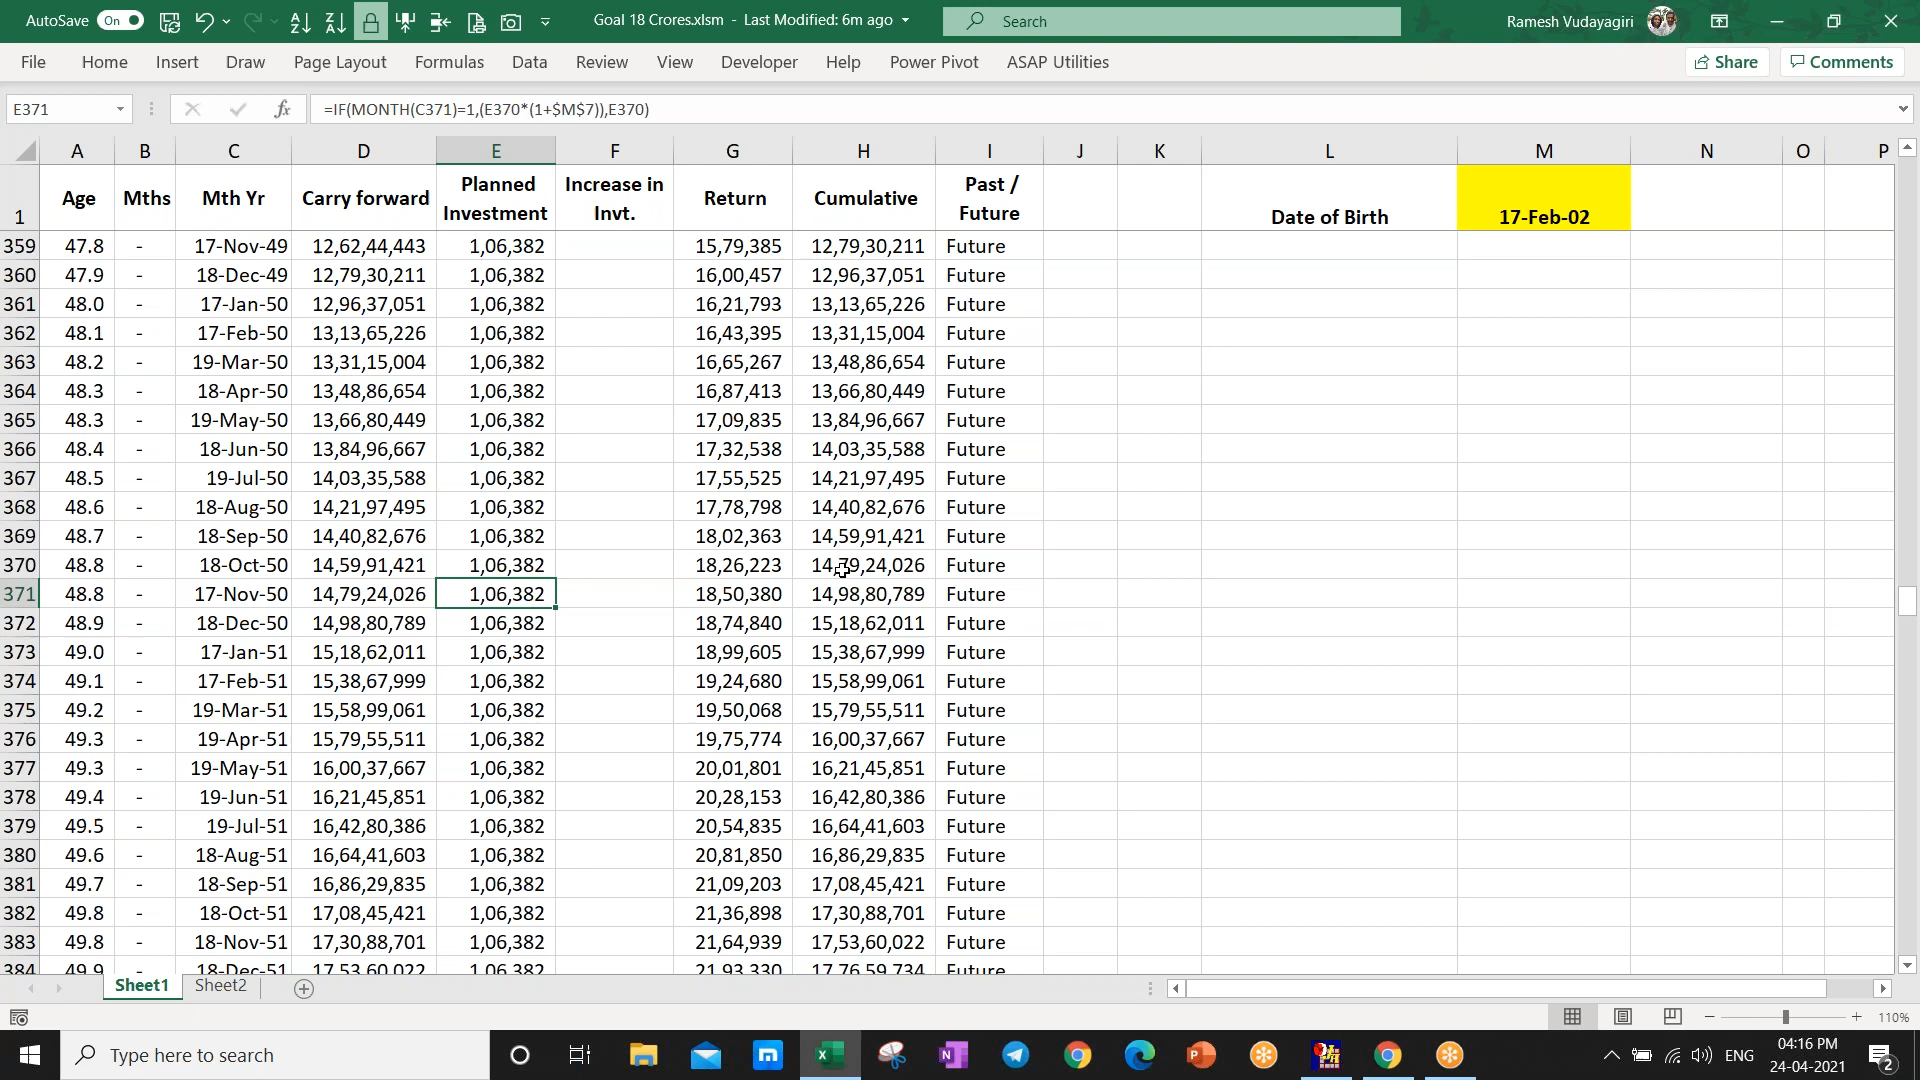 AutoSave On Goal 18 Crores.xlsm - Last Modified: 6m ago Search Ramesh Vudayagiri
File Home Insert Draw Page Layout Formulas Data Review View Developer Help Power Pivot ASAP Utilities Share Comments
E371 fx =IF(MONTH(C371)=1,(E370*(1+$M$7)),E370)
A B C D E F G H I J K L M N O P
1 Age Mths Mth Yr Carry forward Planned Investment Increase in Invt. Return Cumulative Past / Future Date of Birth 17-Feb-02
359 47.8 - 17-Nov-49 12,62,44,443 1,06,382 15,79,385 12,79,30,211 Future
360 47.9 - 18-Dec-49 12,79,30,211 1,06,382 16,00,457 12,96,37,051 Future
361 48.0 - 17-Jan-50 12,96,37,051 1,06,382 16,21,793 13,13,65,226 Future
362 48.1 - 17-Feb-50 13,13,65,226 1,06,382 16,43,395 13,31,15,004 Future
363 48.2 - 19-Mar-50 13,31,15,004 1,06,382 16,65,267 13,48,86,654 Future
364 48.3 - 18-Apr-50 13,48,86,654 1,06,382 16,87,413 13,66,80,449 Future
365 48.3 - 19-May-50 13,66,80,449 1,06,382 17,09,835 13,84,96,667 Future
366 48.4 - 18-Jun-50 13,84,96,667 1,06,382 17,32,538 14,03,35,588 Future
367 48.5 - 19-Jul-50 14,03,35,588 1,06,382 17,55,525 14,21,97,495 Future
368 48.6 - 18-Aug-50 14,21,97,495 1,06,382 17,78,798 14,40,82,676 Future
369 48.7 - 18-Sep-50 14,40,82,676 1,06,382 18,02,363 14,59,91,421 Future
370 48.8 - 18-Oct-50 14,59,91,421 1,06,382 18,26,223 14,79,24,026 Future
371 48.8 - 17-Nov-50 14,79,24,026 1,06,382 18,50,380 14,98,80,789 Future
372 48.9 - 18-Dec-50 14,98,80,789 1,06,382 18,74,840 15,18,62,011 Future
373 49.0 - 17-Jan-51 15,18,62,011 1,06,382 18,99,605 15,38,67,999 Future
374 49.1 - 17-Feb-51 15,38,67,999 1,06,382 19,24,680 15,58,99,061 Future
375 49.2 - 19-Mar-51 15,58,99,061 1,06,382 19,50,068 15,79,55,511 Future
376 49.3 - 19-Apr-51 15,79,55,511 1,06,382 19,75,774 16,00,37,667 Future
377 49.3 - 19-May-51 16,00,37,667 1,06,382 20,01,801 16,21,45,851 Future
378 49.4 - 19-Jun-51 16,21,45,851 1,06,382 20,28,153 16,42,80,386 Future
379 49.5 - 19-Jul-51 16,42,80,386 1,06,382 20,54,835 16,64,41,603 Future
380 49.6 - 18-Aug-51 16,64,41,603 1,06,382 20,81,850 16,86,29,835 Future
381 49.7 - 18-Sep-51 16,86,29,835 1,06,382 21,09,203 17,08,45,421 Future
382 49.8 - 18-Oct-51 17,08,45,421 1,06,382 21,36,898 17,30,88,701 Future
383 49.8 - 18-Nov-51 17,30,88,701 1,06,382 21,64,939 17,53,60,022 Future
384 49.9 - 18-Dec-51 17,53,60,022 1,06,382 21,93,330 17,76,59,734 Future
Sheet1 Sheet2
110%
Type here to search ENG 04:16 PM
24-04-2021 2